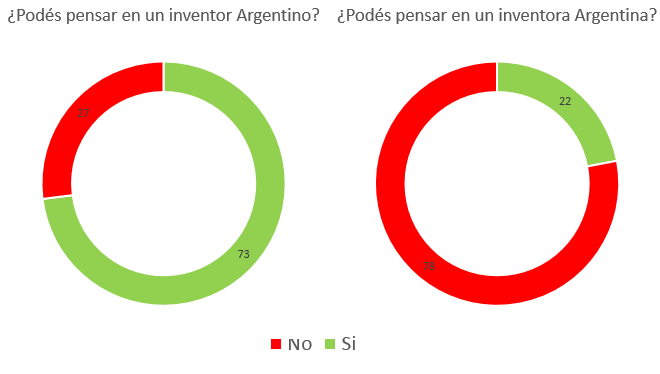 ¿Podés pensar en un inventor Argentino?
¿Podés pensar en un inventora Argentina?
27
73
22
78
No
Si